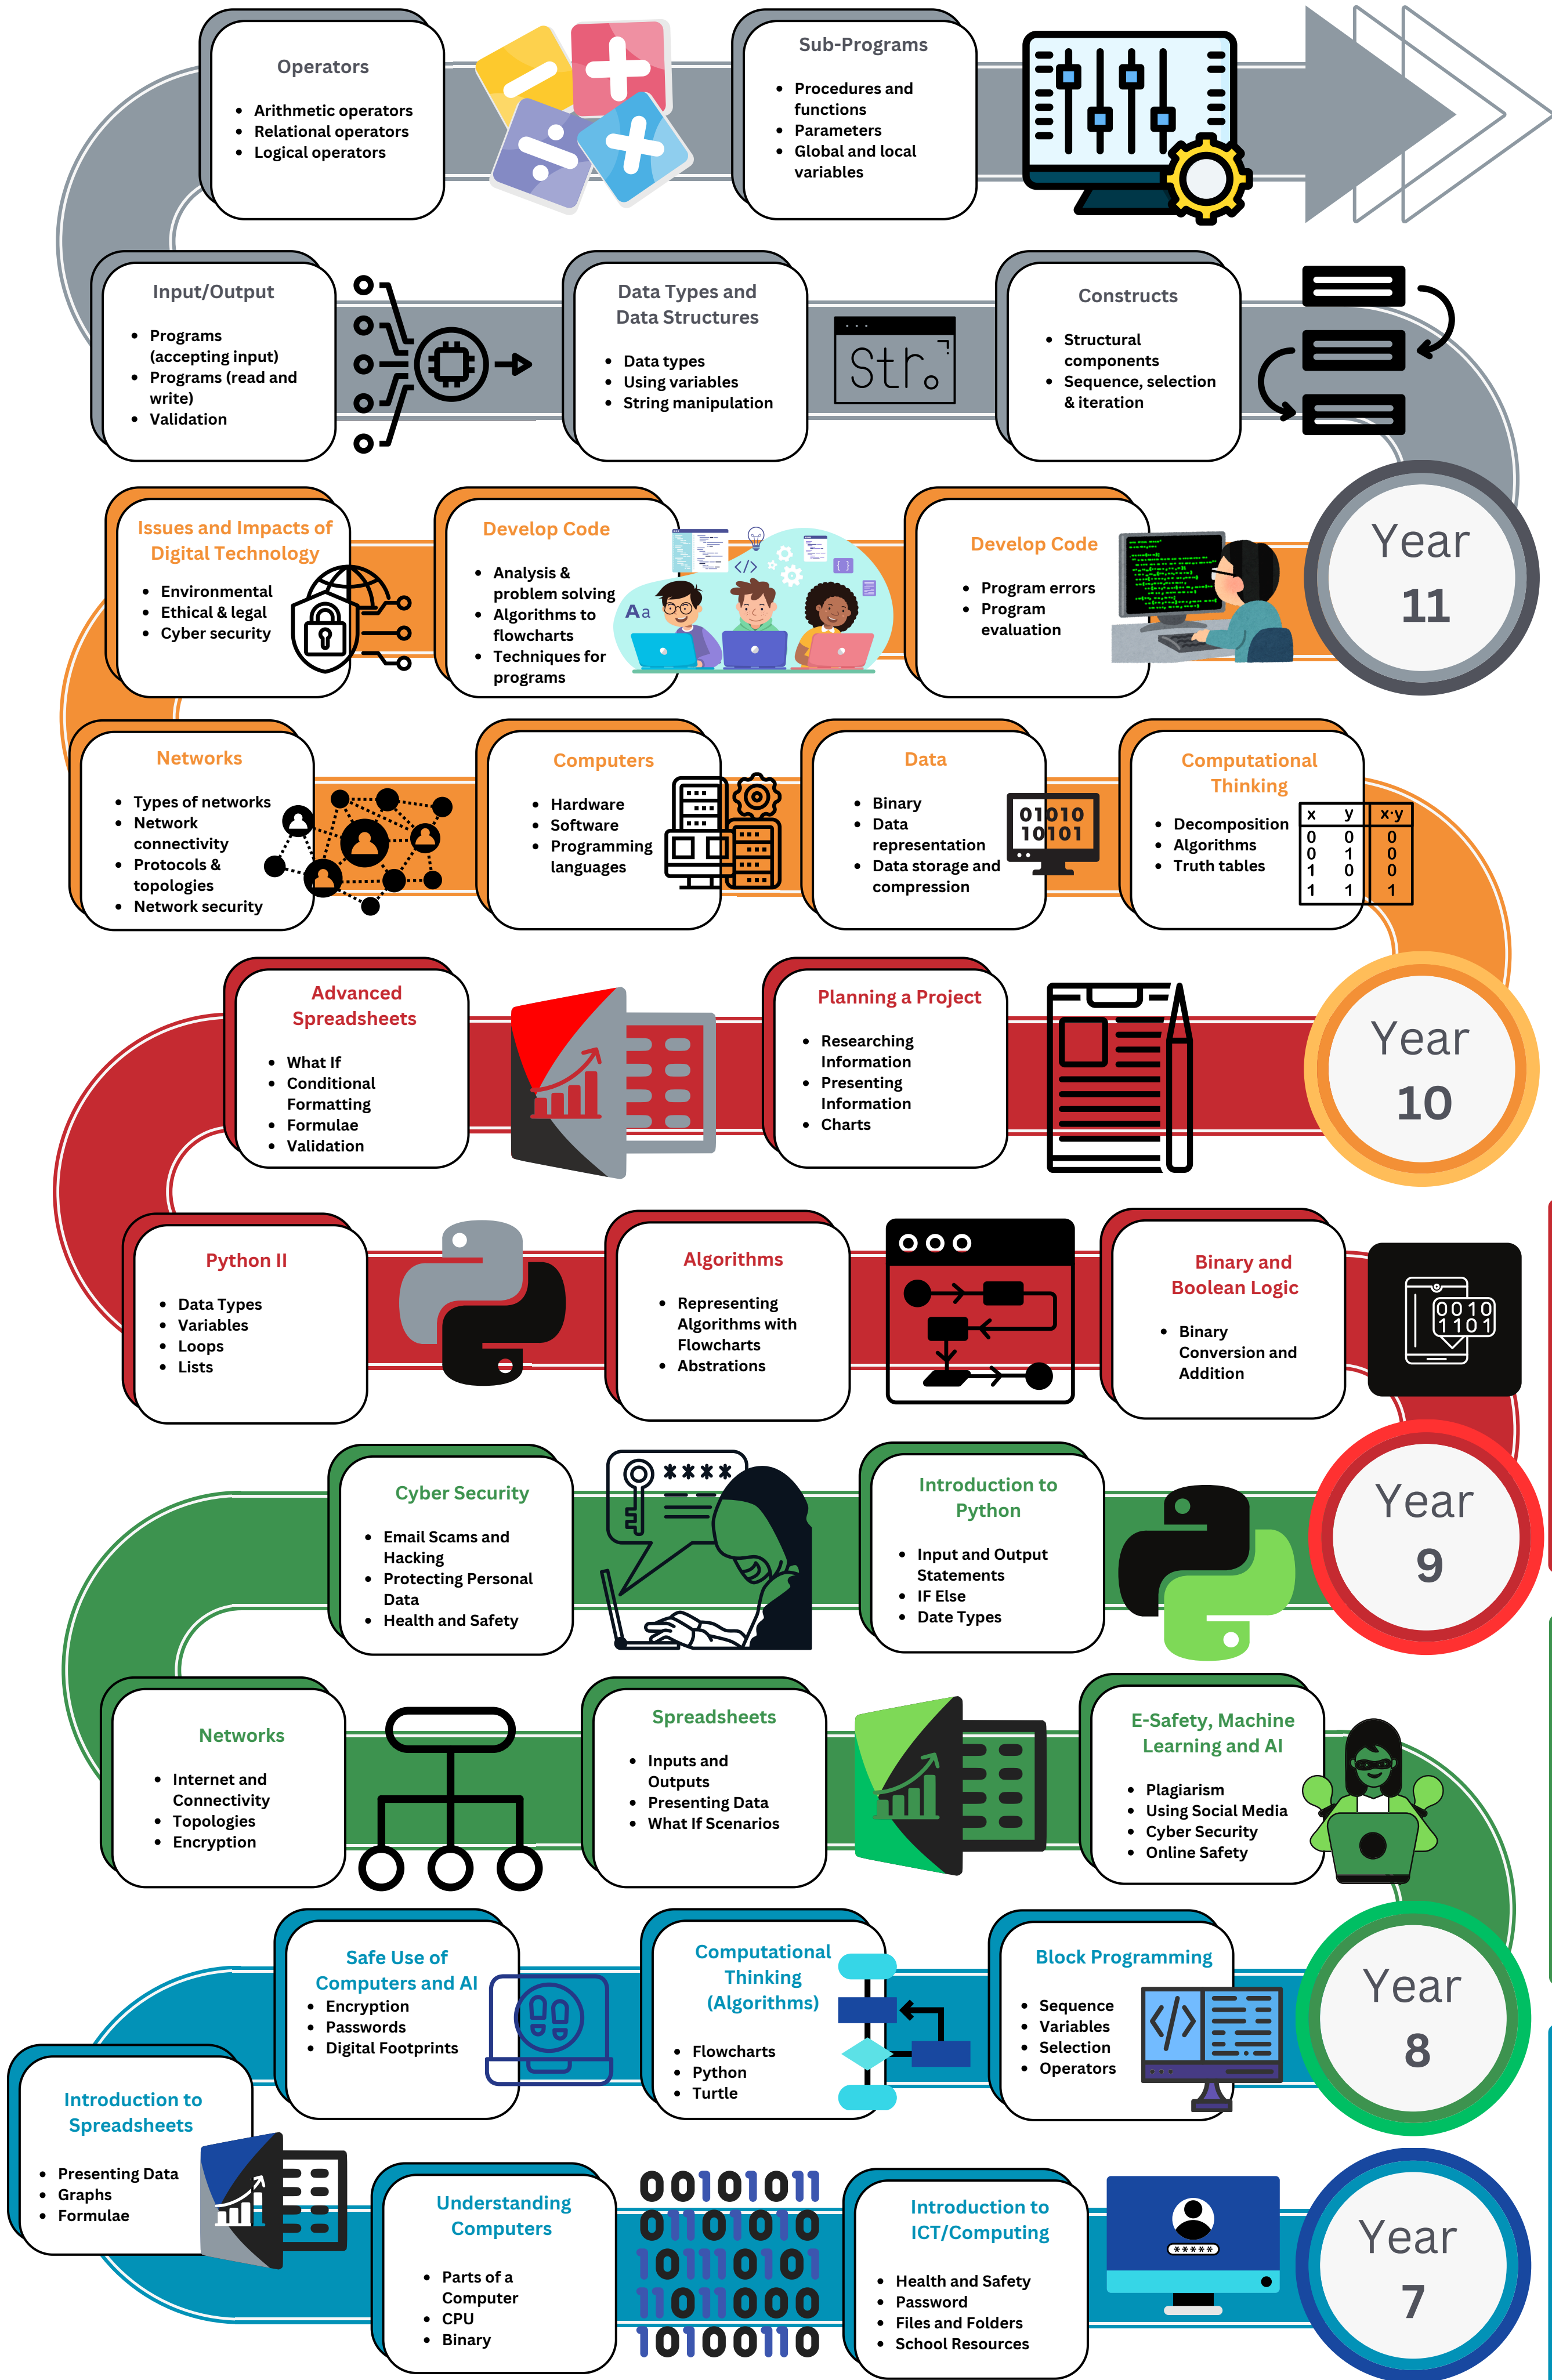 Operators
Arithmetic operators
Relational operators
Logical operators
Sub-Programs
Procedures and
functions
Parameters
Global and local
variables
Input/Output
Programs
(accepting input)
Programs (read and
write)
Validation
Data Types and
Data Structures
Data types
Using variables
String manipulation
Str.
Constructs
Structural
components
Sequence, selection
& iteration
Issues and Impacts of
Digital Technology
Environmental
Ethical & legal
Cyber security
Develop Code
Analysis &
problem solving
Algorithms to
flowcharts
Techniques for
programs
Aa
</>
{ }
Develop Code
Program errors
Program
evaluation
Year
11
Networks
Types of networks
Network
connectivity
Protocols &
topologies
Network security
Computers
Hardware
Software
Programming
languages
Data
Binary
Data
representation
Data storage and
compression
01010
10101
Computational
Thinking
Decomposition
Algorithms
Truth tables
x y x·y
0 0 0
0 1 0
1 0 0
1 1 1
Advanced
Spreadsheets
What If
Conditional
Formatting
Formulae
Validation
Planning a Project
Researching
Information
Presenting
Information
Charts
Year
10
Python II
Data Types
Variables
Loops
Lists
Algorithms
Representing
Algorithms with
Flowcharts
Abstrations
Binary and
Boolean Logic
Binary
Conversion and
Addition
0010
1101
Cyber Security
Email Scams and
Hacking
Protecting Personal
Data
Health and Safety
****
Introduction to
Python
Input and Output
Statements
IF Else
Date Types
Year
9
Networks
Internet and
Connectivity
Topologies
Encryption
Spreadsheets
Inputs and
Outputs
Presenting Data
What If Scenarios
E-Safety, Machine
Learning and AI
Plagiarism
Using Social Media
Cyber Security
Online Safety
Safe Use of
Computers and AI
Encryption
Passwords
Digital Footprints
Computational
Thinking
(Algorithms)
Flowcharts
Python
Turtle
Block Programming
Sequence
Variables
Selection
Operators
</>
Year
8
Introduction to
Spreadsheets
Presenting Data
Graphs
Formulae
Understanding
Computers
Parts of a
Computer
CPU
Binary
00101011
01101010
101110101
11011000
10100110
Introduction to
ICT/Computing
Health and Safety
Password
Files and Folders
School Resources
*****
Year
7